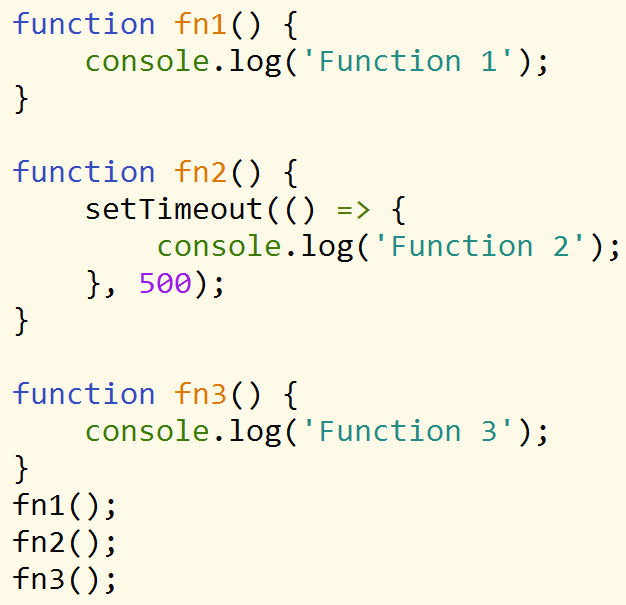 function fn1() {
    console.log('Function 1');
}

function fn2() {
    setTimeout(() => {
        console.log('Function 2');
    }, 500);
}

function fn3() {
    console.log('Function 3');
}
fn1();
fn2();
fn3();